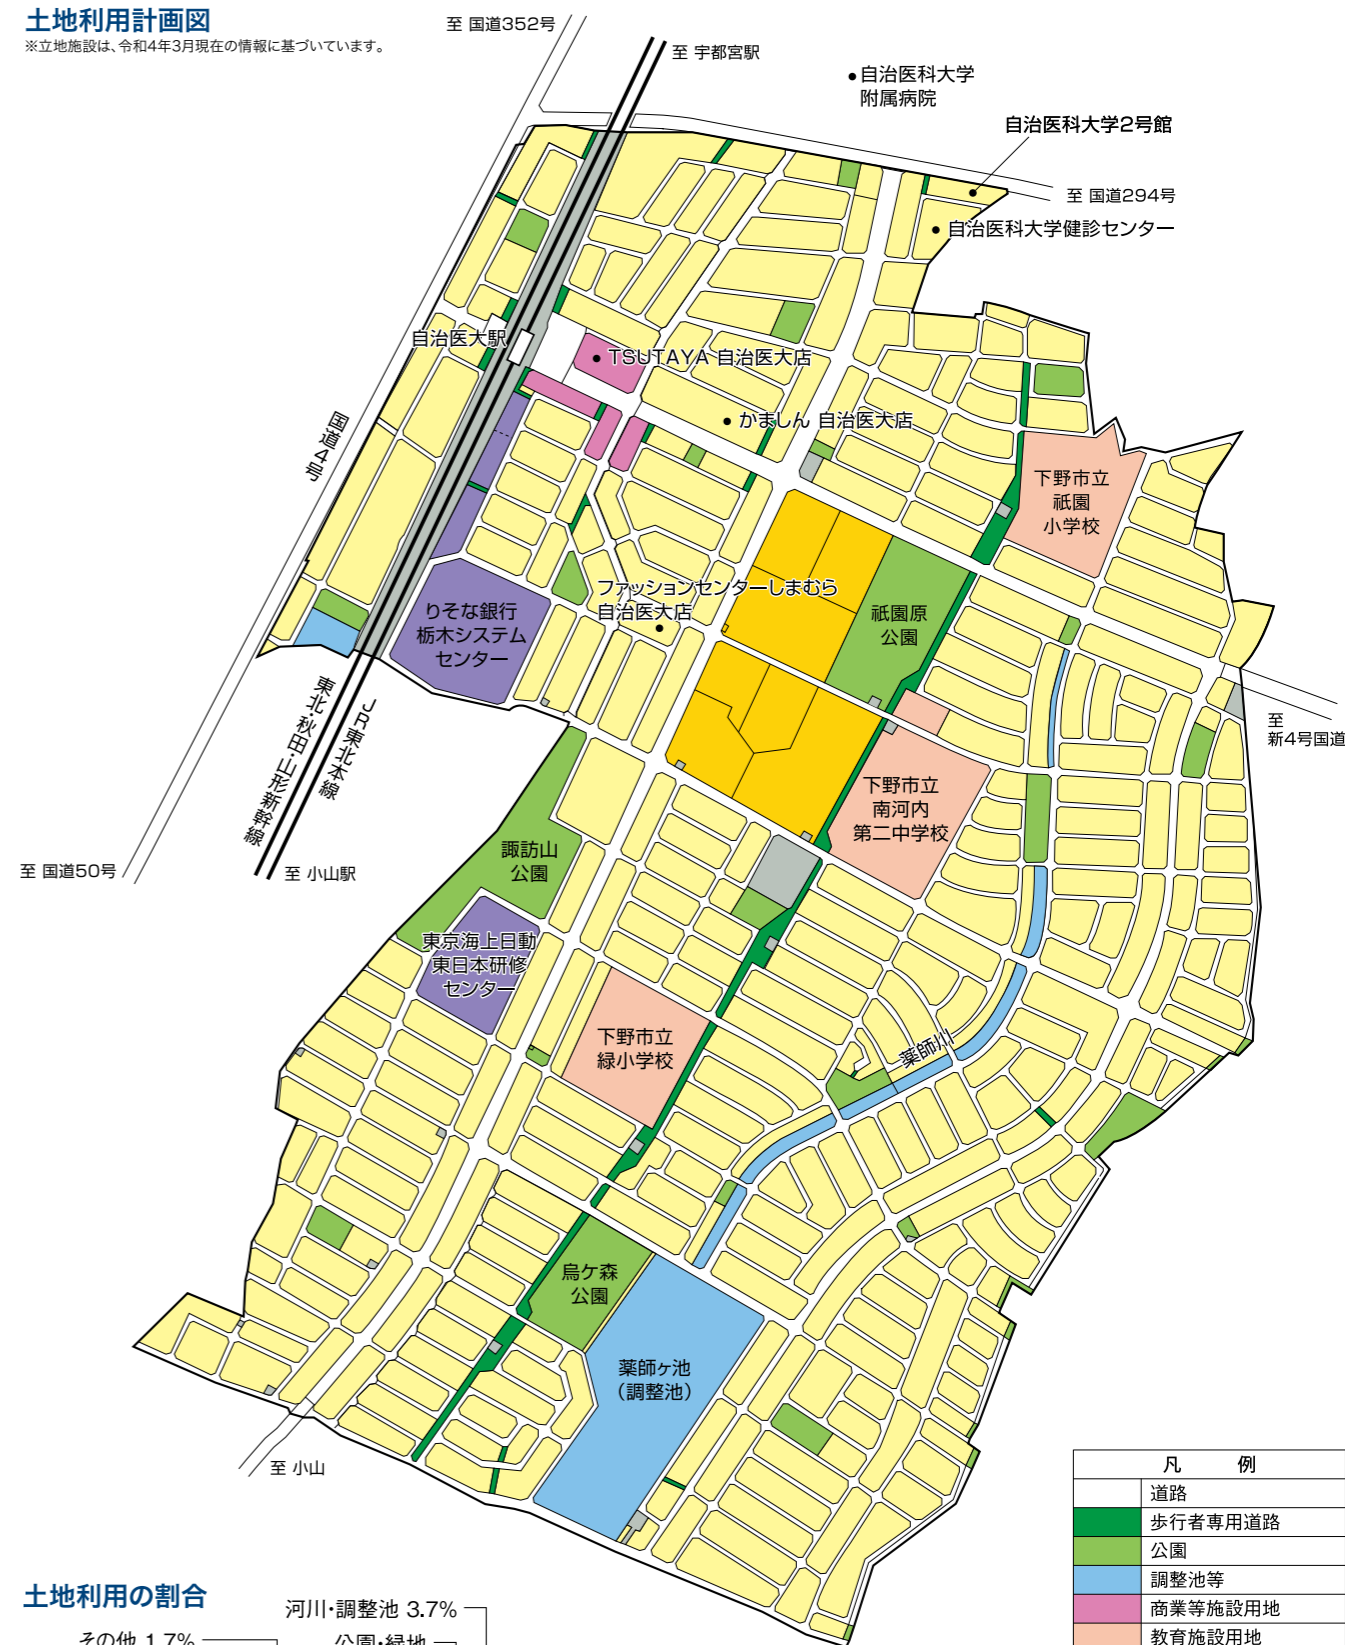 土地利用計画図
※立地施設は、令和4年3月現在の情報に基づいています。
至 国道352号
至 宇都宮駅
自治医科大学
附属病院
自治医科大学2号館
至 国道294号
自治医科大学健診センター
自治医大駅
TSUTAYA 自治医大店
かましん 自治医大店
国道4号
下野市立
祇園
小学校
ファッションセンターしまむら
自治医大店
りそな銀行
栃木システム
センター
祇園原
公園
東北・秋田・山形新幹線
JR東北本線
至
新4号国道
下野市立
南河内
第二中学校
至 国道50号
至 小山駅
諏訪山
公園
東京海上日動
東日本研修
センター
下野市立
緑小学校
薬師川
烏ケ森
公園
薬師ヶ池
（調整池）
至 小山
凡 例
道路
歩行者専用道路
公園
調整池等
商業等施設用地
教育施設用地
土地利用の割合
河川・調整池 3.7%
その他 1.7%
公園・緑地